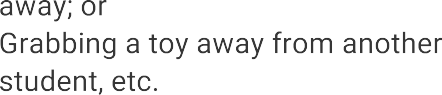 away; or
Grabbing a toy away from another
student, etc.